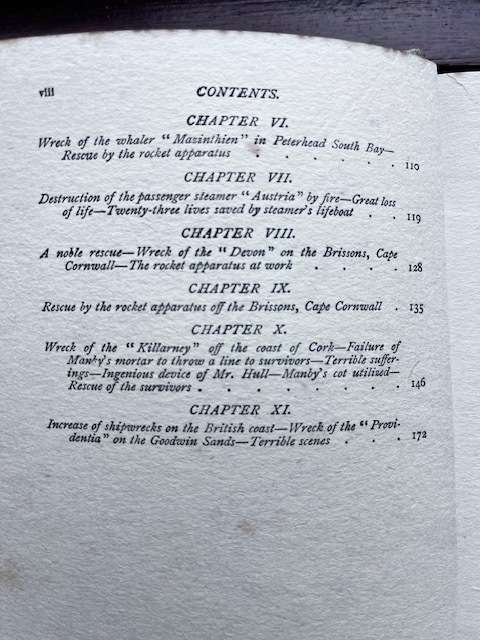 viii CONTENTS.
CHAPTER VI.
Wreck of the whaler "Mazinthien" in Peterhead South Bay—
Rescue by the rocket apparatus . . . . . . 110
CHAPTER VII.
Destruction of the passenger steamer "Austria" by fire—Great loss
of life—Twenty-three lives saved by steamer's lifeboat . . 119
CHAPTER VIII.
A noble rescue—Wreck of the "Devon" on the Brissons, Cape
Cornwall—The rocket apparatus at work . . . . 128
CHAPTER IX.
Rescue by the rocket apparatus off the Brissons, Cape Cornwall . 135
CHAPTER X.
Wreck of the "Killarney" off the coast of Cork—Failure of
Manby's mortar to throw a line to survivors—Terrible suffer-
ings—Ingenious device of Mr. Hull—Manby's cot utilised—
Rescue of the survivors . . . . . . . . 146
CHAPTER XI.
Increase of shipwrecks on the British coast—Wreck of the "Provi-
dentia" on the Goodwin Sands—Terrible scenes . . . 172